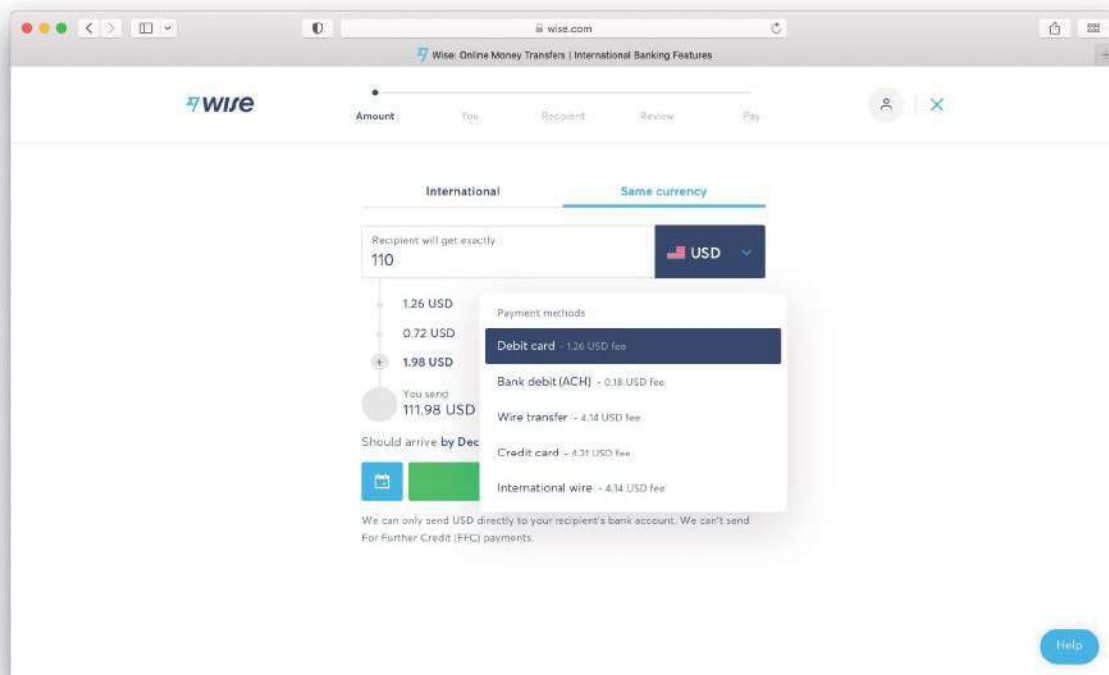 wise.com
Wise: Online Money Transfers | International Banking Features
WISE
Amount You Recipient Review Pay
International Same currency
Recipient will get exactly
110
USD
1.26 USD
0.72 USD
1.98 USD
You send
111.98 USD
Payment methods
Debit card - 1.26 USD fee
Bank debit (ACH) - 0.18 USD fee
Wire transfer - 4.14 USD fee
Credit card - 4.31 USD fee
International wire - 4.14 USD fee
Should arrive by Dec
We can only send USD directly to your recipient's bank account. We can't send
For Further Credit (FFC) payments.
Help